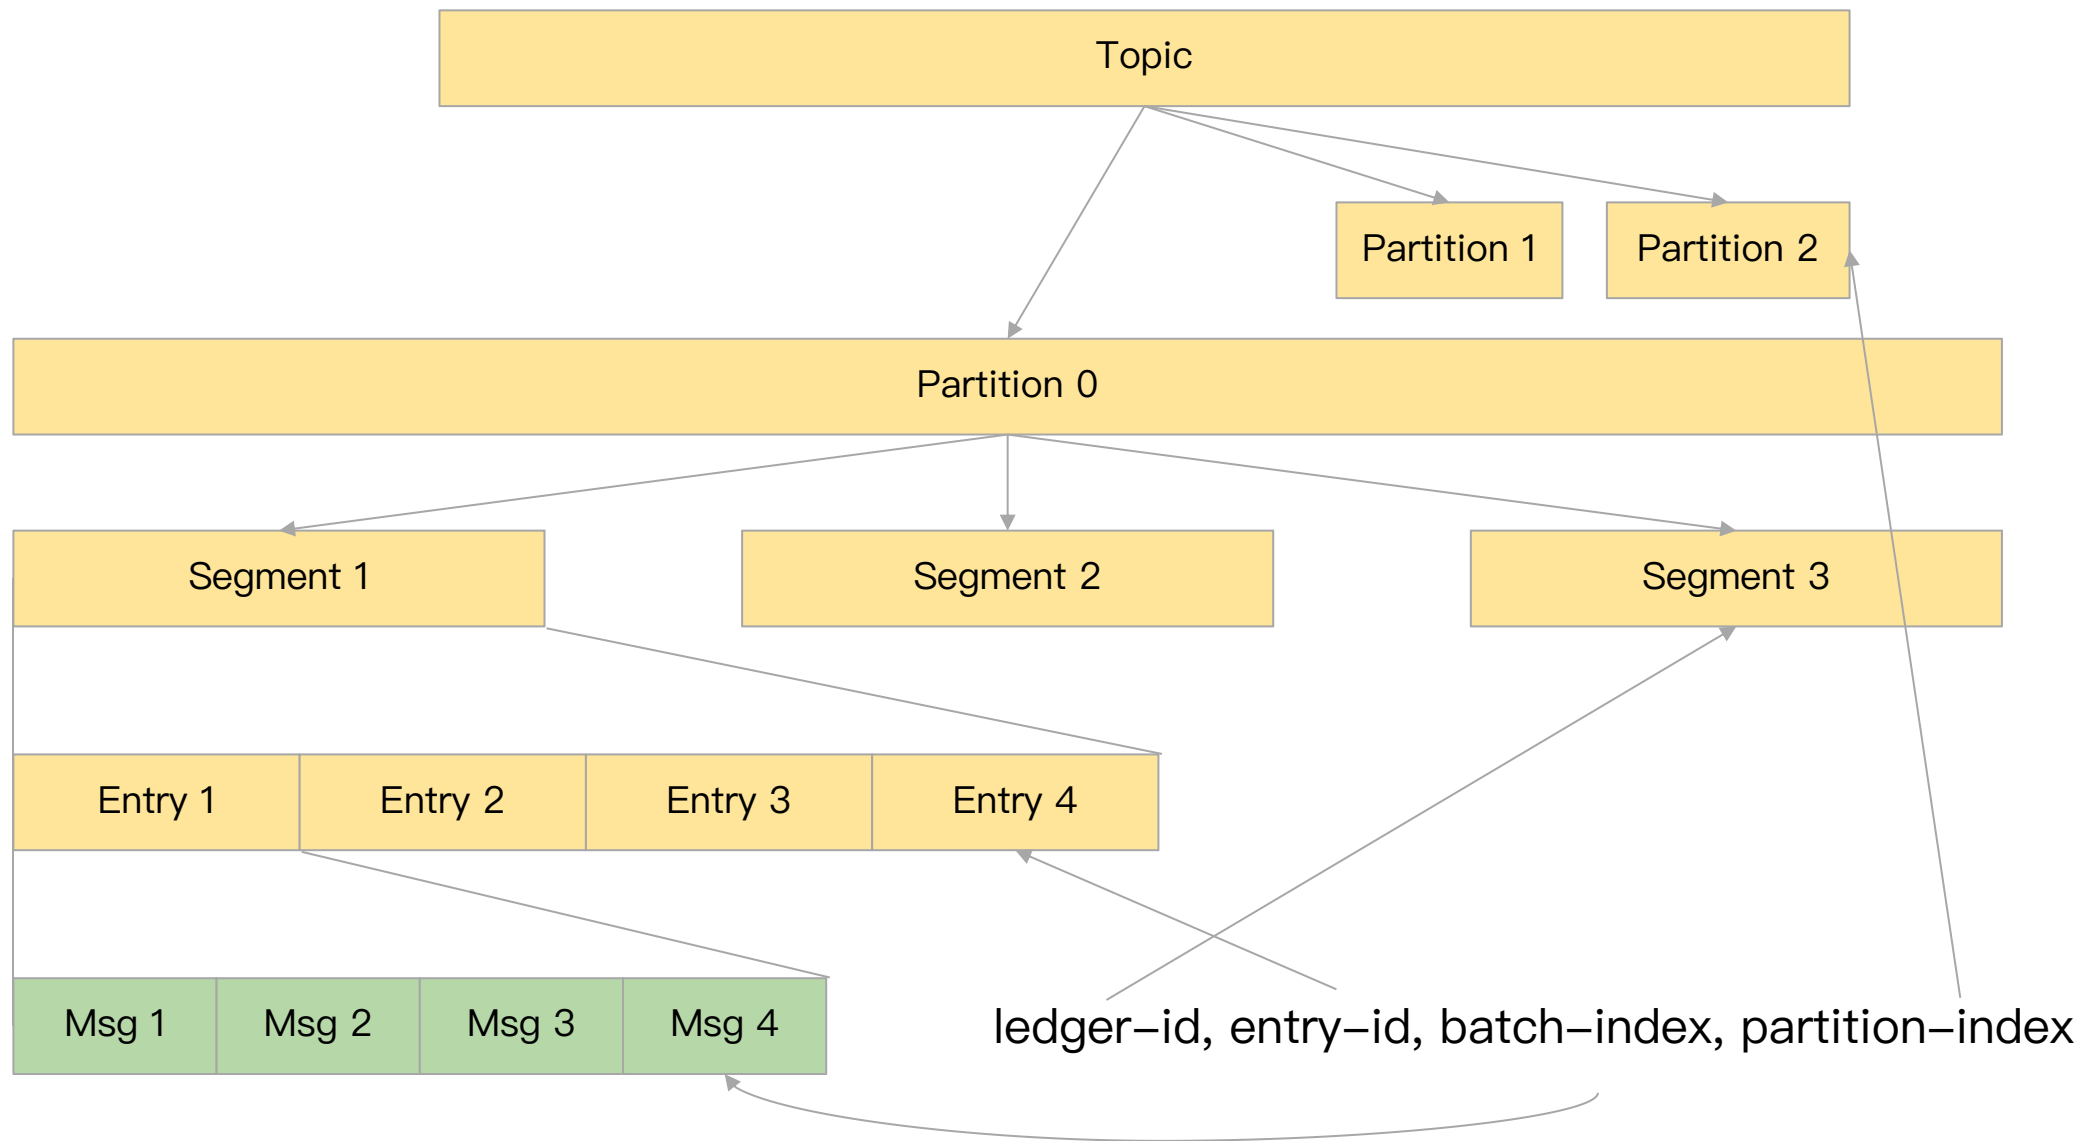 Topic
Partition 1
Partition 2
Partition 0
Segment 1
Segment 2
Segment 3
Entry 1
Entry 2
Entry 3
Entry 4
Msg 1
Msg 2
Msg 3
Msg 4
ledger–id, entry–id, batch–index, partition–index